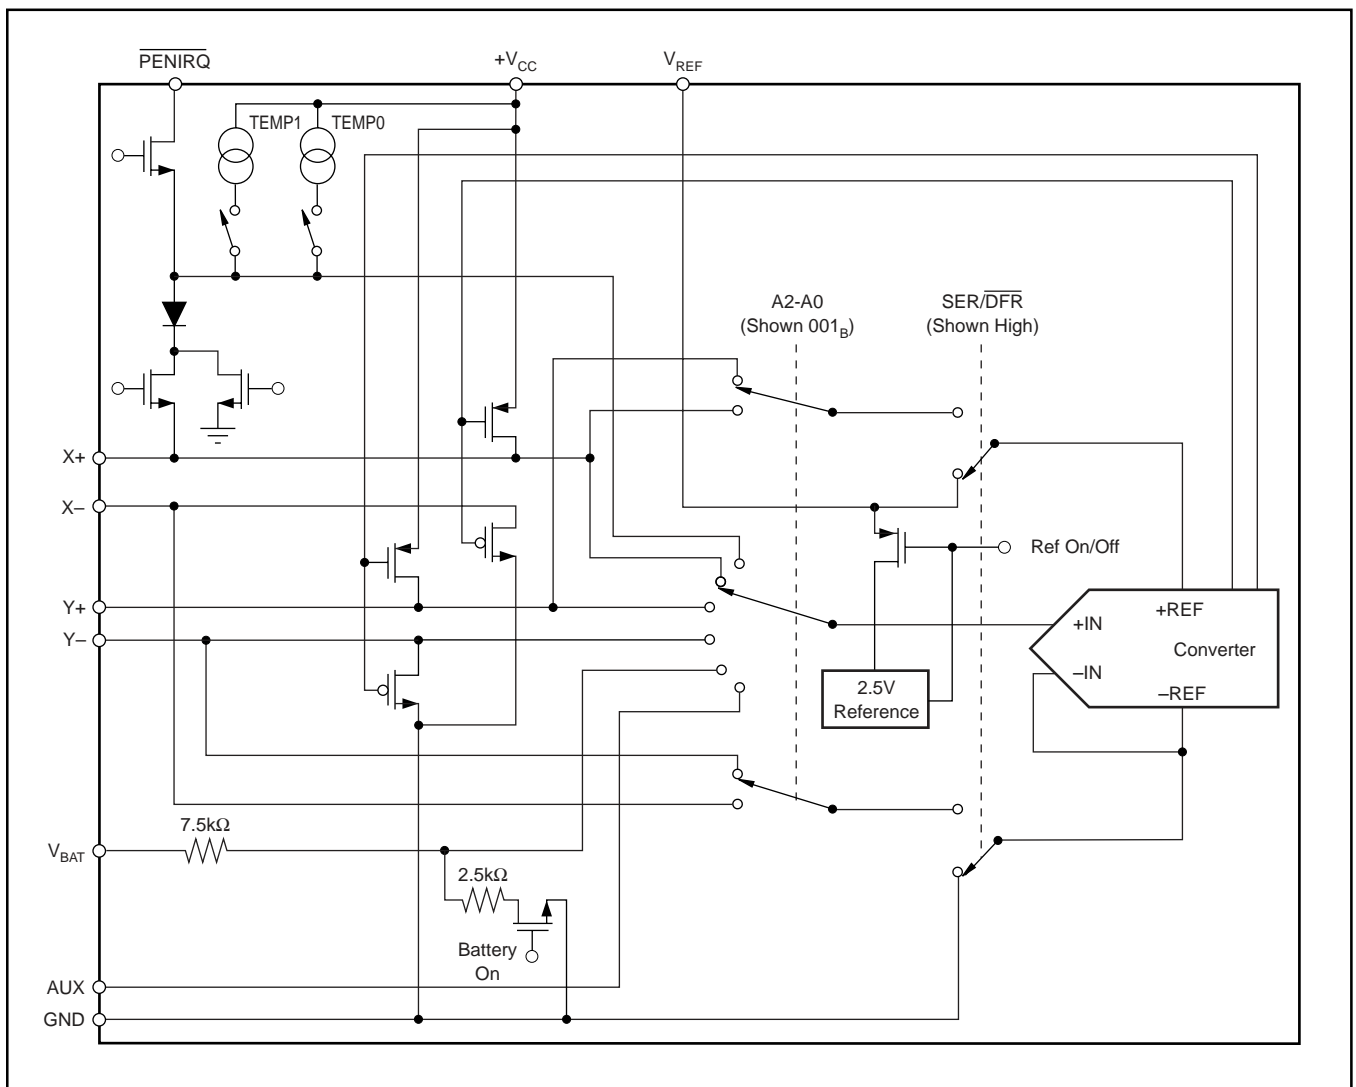 PENIRQ
+VCC
VREF
TEMP1
TEMP0
A2-A0
(Shown 001B)
SER/DFR
(Shown High)
X+
X–
Ref On/Off
Y+
Y–
+IN
+REF
Converter
–IN
–REF
2.5V
Reference
7.5kΩ
VBAT
2.5kΩ
Battery
On
AUX
GND